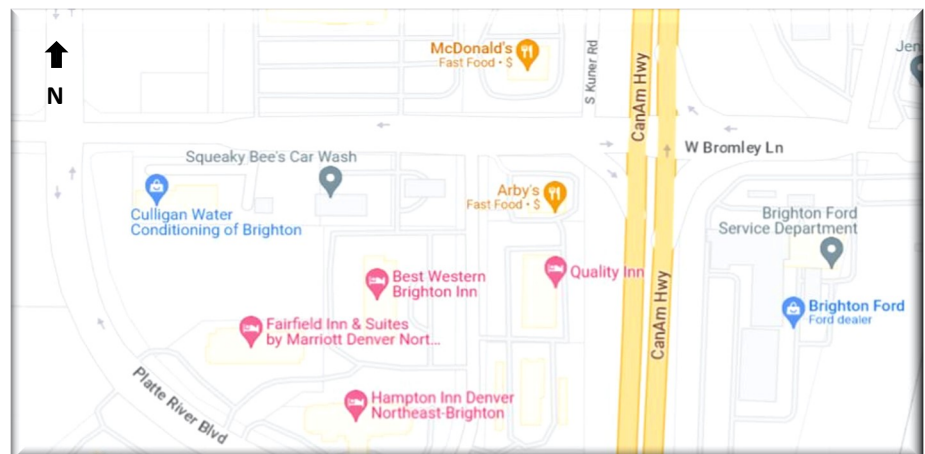 N
McDonald's
Fast Food • $
S Kuner Rd
CanAm Hwy
Jen
W Bromley Ln
Squeaky Bee's Car Wash
Culligan Water
Conditioning of Brighton
Arby's
Fast Food • $
Brighton Ford
Service Department
Quality Inn
Best Western
Brighton Inn
CanAm Hwy
Brighton Ford
Ford dealer
Fairfield Inn & Suites
by Marriott Denver Nort...
Platte River Blvd
Hampton Inn Denver
Northeast-Brighton